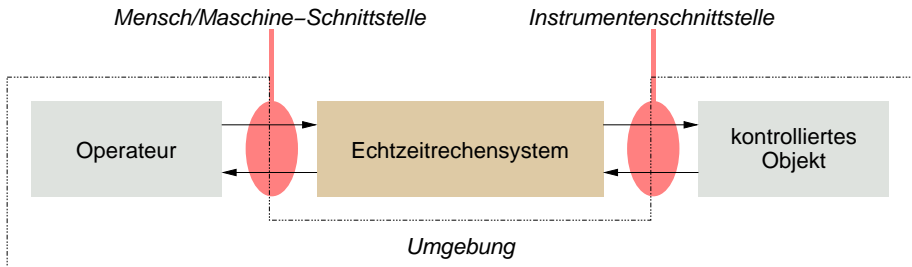 Mensch/Maschine−Schnittstelle
Instrumentenschnittstelle
Operateur
Echtzeitrechensystem
kontrolliertes
Objekt
Umgebung